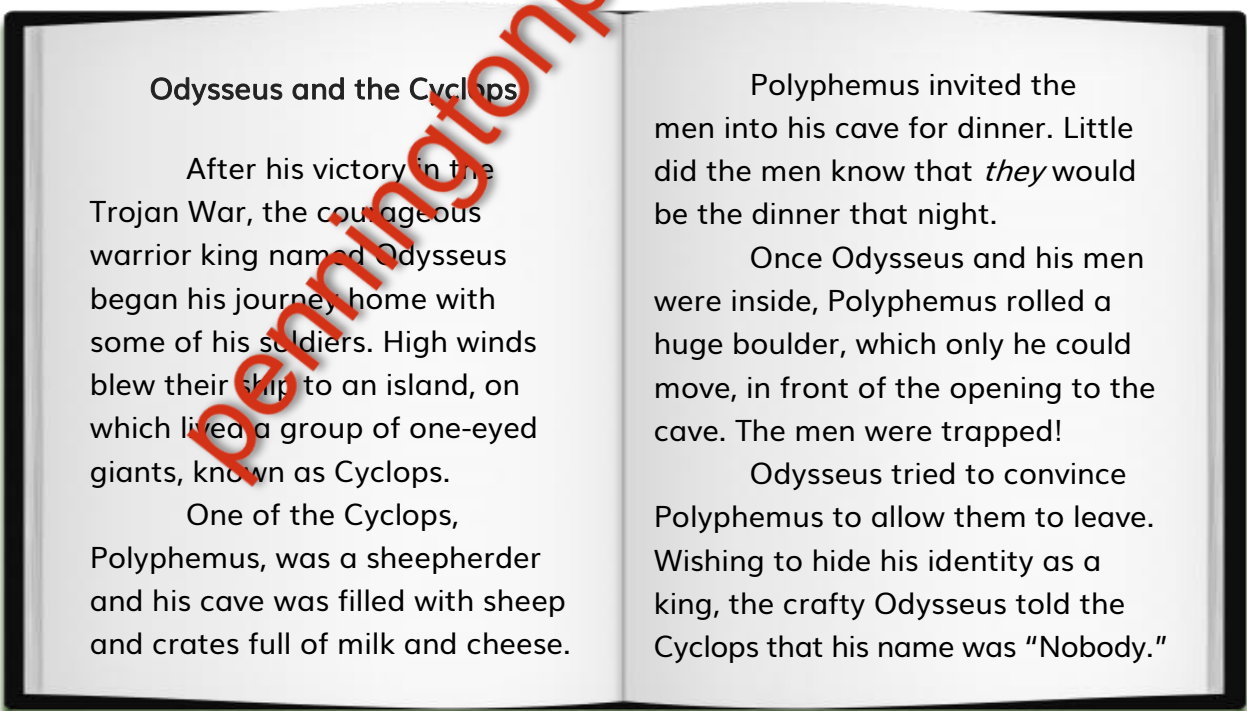 Odysseus and the Cyclops
After his victory in the
Trojan War, the courageous
warrior king named Odysseus
began his journey home with
some of his soldiers. High winds
blew their ship to an island, on
which lived a group of one-eyed
giants, known as Cyclops.
One of the Cyclops,
Polyphemus, was a sheepherder
and his cave was filled with sheep
and crates full of milk and cheese.
Polyphemus invited the
men into his cave for dinner. Little
did the men know that they would
be the dinner that night.
Once Odysseus and his men
were inside, Polyphemus rolled a
huge boulder, which only he could
move, in front of the opening to the
cave. The men were trapped!
Odysseus tried to convince
Polyphemus to allow them to leave.
Wishing to hide his identity as a
king, the crafty Odysseus told the
Cyclops that his name was “Nobody.”
penningtonp